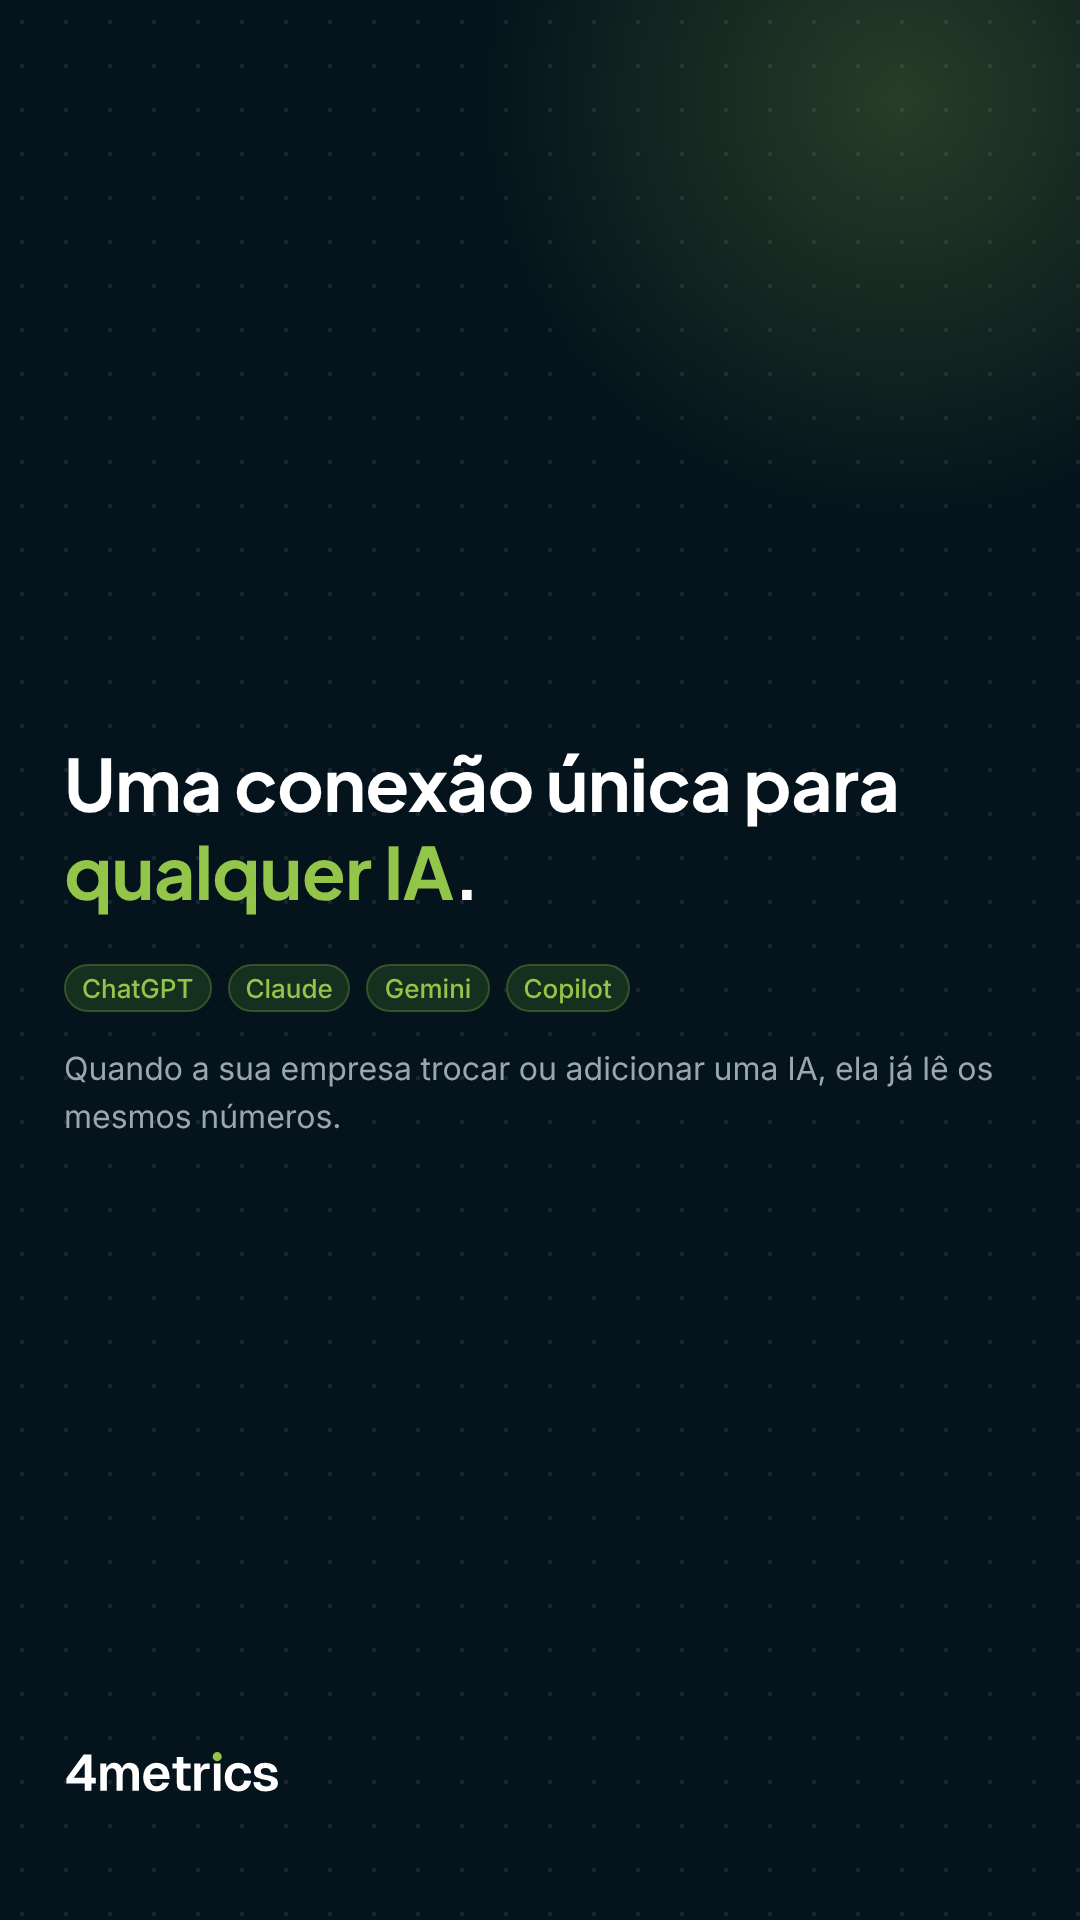 Uma conexão única para
qualquer IA.
ChatGPT Claude Gemini Copilot
Quando a sua empresa trocar ou adicionar uma IA, ela já lê os
mesmos números.
4metrics